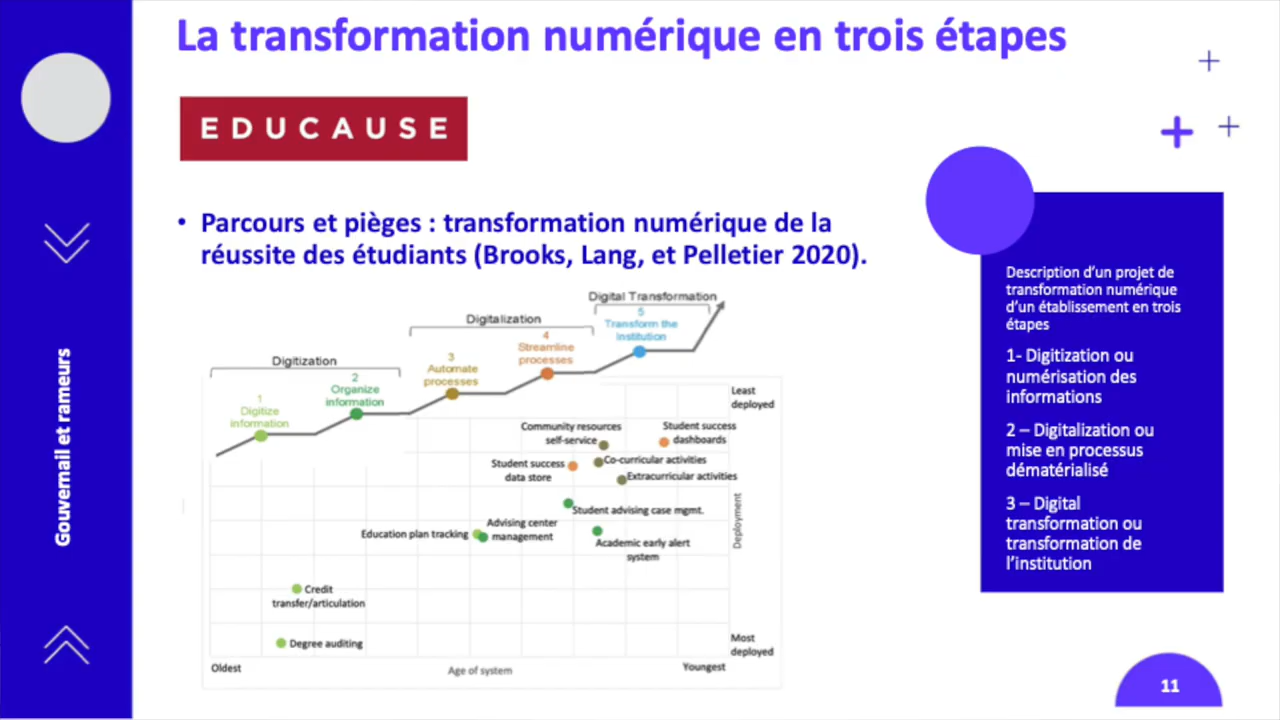 La transformation numérique en trois étapes
EDUCAUSE
• Parcours et pièges : transformation numérique de la
réussite des étudiants (Brooks, Lang, et Pelletier 2020).
Digital Transformation
5
Transform the
institution
Digitalization
4
Streamline
processes
3
Automate
processes
Digitization
2
Organize
information
1
Digitize
information
Least
deployed
Community resources
self-service
Student success
dashboards
Student success
data store
Co-curricular activities
Extracurricular activities
Student advising case mgmt.
Education plan tracking
Advising center
management
Academic early alert
system
Deployment
Credit
transfer/articulation
Degree auditing
Most
deployed
Oldest
Age of system
Youngest
Description d'un projet de
transformation numérique
d'un établissement en trois
étapes
1- Digitization ou
numérisation des
informations
2 – Digitalization ou
mise en processus
dématérialisé
3 – Digital
transformation ou
transformation de
l'institution
Gouvernail et rameurs
11